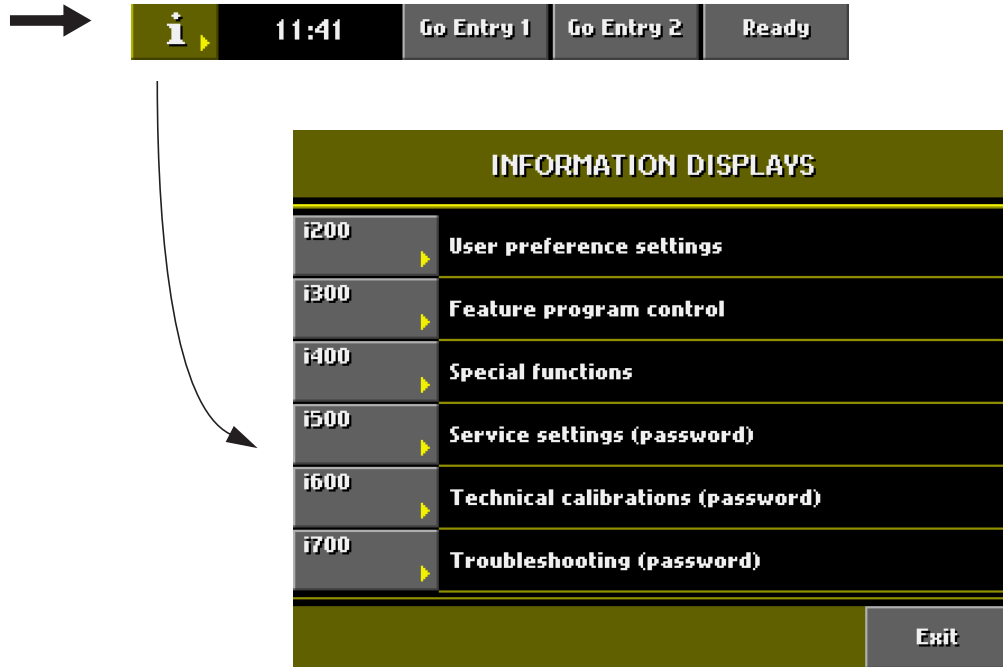 i 11:41 Go Entry 1 Go Entry 2 Ready
INFORMATION DISPLAYS
i200 User preference settings
i300 Feature program control
i400 Special functions
i500 Service settings (password)
i600 Technical calibrations (password)
i700 Troubleshooting (password)
Exit